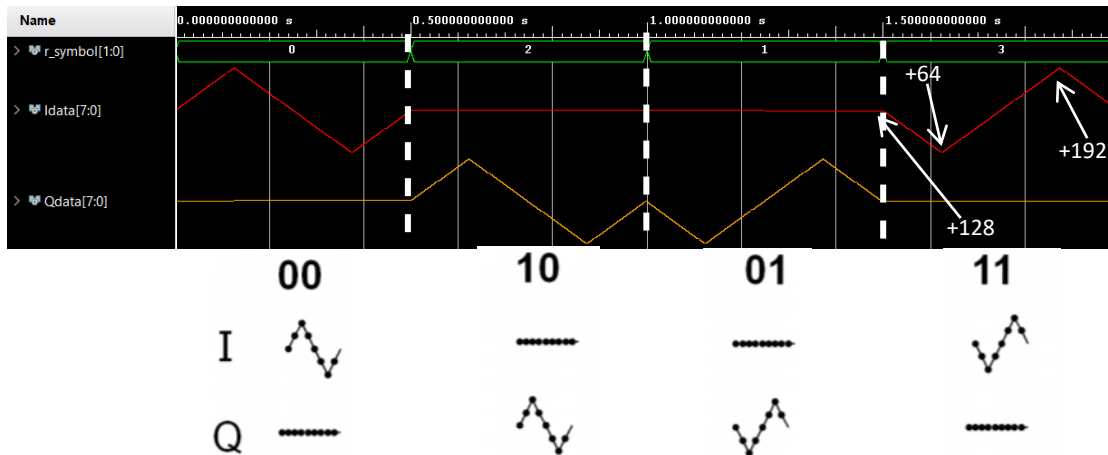 Name
0.000000000000 s 0.500000000000 s 1.000000000000 s 1.500000000000 s
r_symbol[1:0] 0 2 1 3
+64
Idata[7:0]
+192
Qdata[7:0]
+128
00 10 01 11
I
Q